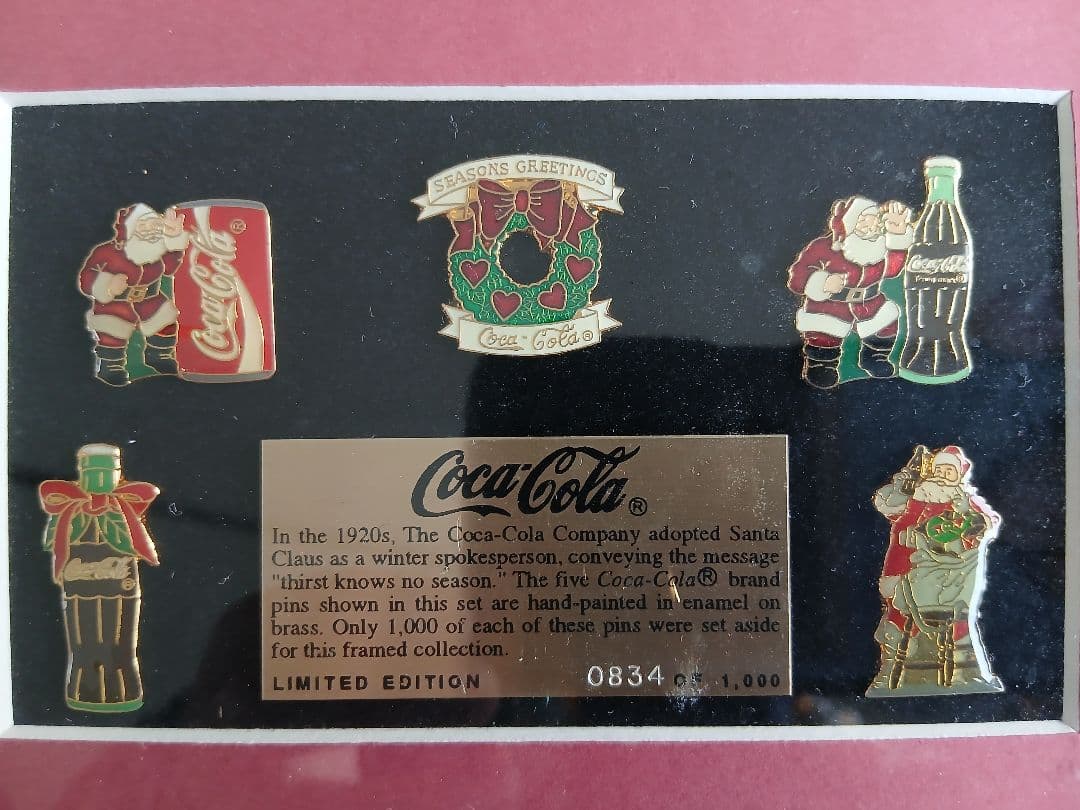 SEASONS GREETINGS
Coca-Cola®
Coca-Cola®
Coca-Cola
Coca-Cola
Coca-Cola®
In the 1920s, The Coca-Cola Company adopted Santa
Claus as a winter spokesperson, conveying the message
"thirst knows no season." The five Coca-Cola® brand
pins shown in this set are hand-painted in enamel on
brass. Only 1,000 of each of these pins were set aside
for this framed collection.
LIMITED EDITION 0834 OF 1,000